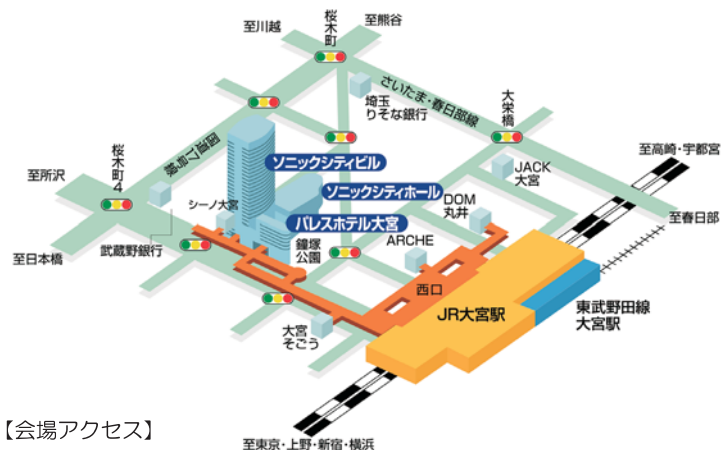 至川越
桜木町
至熊谷
さいたま・春日部線
埼玉
りそな銀行
大栄橋
国道17号線
桜木町4
至所沢
至日本橋
武蔵野銀行
シーノ大宮
ソニックシティビル
ソニックシティホール
パレスホテル大宮
鐘塚
公園
JACK
大宮
DOM
丸井
ARCHE
至高崎・宇都宮
至春日部
西口
JR大宮駅
東武野田線
大宮駅
大宮
そごう
【会場アクセス】
至東京・上野・新宿・横浜